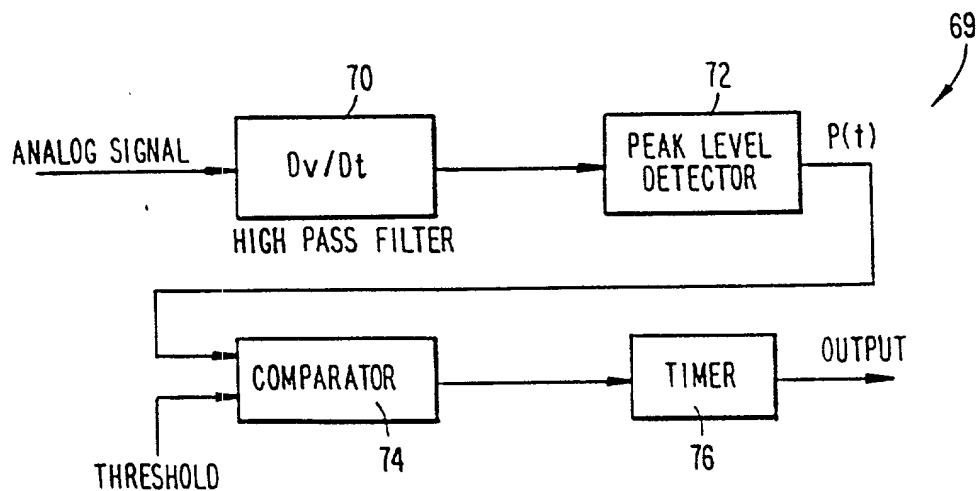 69
70
72
ANALOG SIGNAL
Dv/Dt
PEAK LEVEL
DETECTOR
P(t)
HIGH PASS FILTER
COMPARATOR
TIMER
OUTPUT
THRESHOLD
74
76